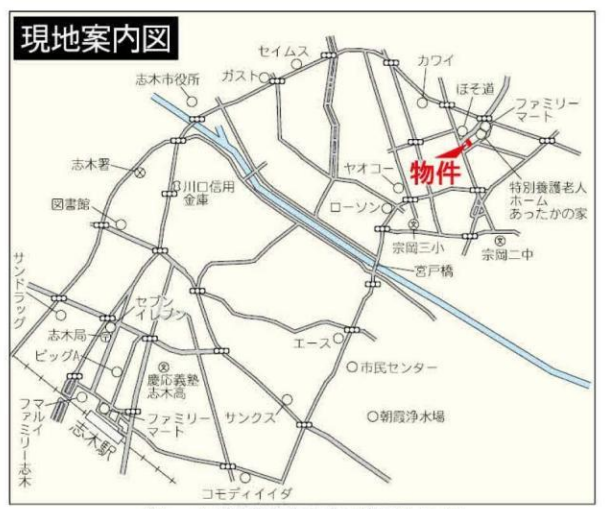 現地案内図
セイムス
ガスト
カワイ
志木市役所
ほそ道
ファミリー
マート
物件
志木署
川口信用
金庫
ヤオコー
特別養護老人
ホーム
あったかの家
図書館
ローソン
宗岡三小
宗岡二中
宮戸橋
サンドラッグ
セブン
イレブン
志木局
ビッグA
エース
市民センター
慶応義塾
志木高
マルイ
ファミリー志木
志木駅
ファミリー
マート
サンクス
朝霞浄水場
コモディイイダ